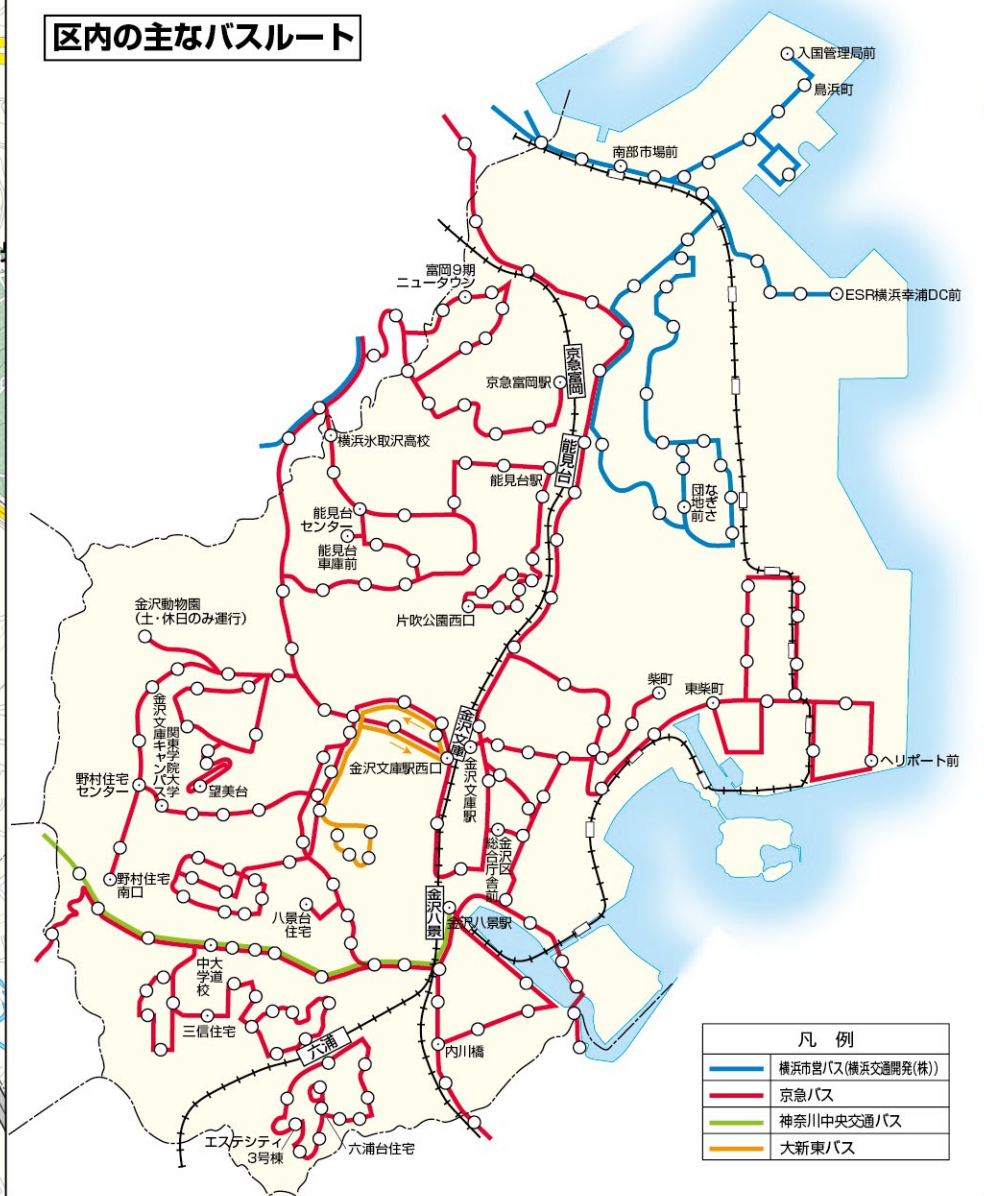 区内の主なバスルート
入国管理局前
鳥浜町
南部市場前
ESR横浜幸浦DC前
富岡9期
ニュータウン
京急富岡
京急富岡駅
横浜氷取沢高校
能見台
能見台駅
能見台
センター
能見台
車庫前
なぎさ
団地前
片吹公園西口
金沢動物園
(土・休日のみ運行)
柴町
東柴町
金沢文庫
金沢文庫駅西口
金沢文庫駅
関東学院大学
金沢文庫キャンパス
望美台
野村住宅
センター
ヘリポート前
金沢区
総合庁舎前
野村住宅
南口
八景台
住宅
金沢八景
金沢八景駅
大道
中学校
三信住宅
六浦
内川橋
エステシティ
3号棟
六浦台住宅
凡 例
横浜市営バス(横浜交通開発(株))
京急バス
神奈川中央交通バス
大新東バス